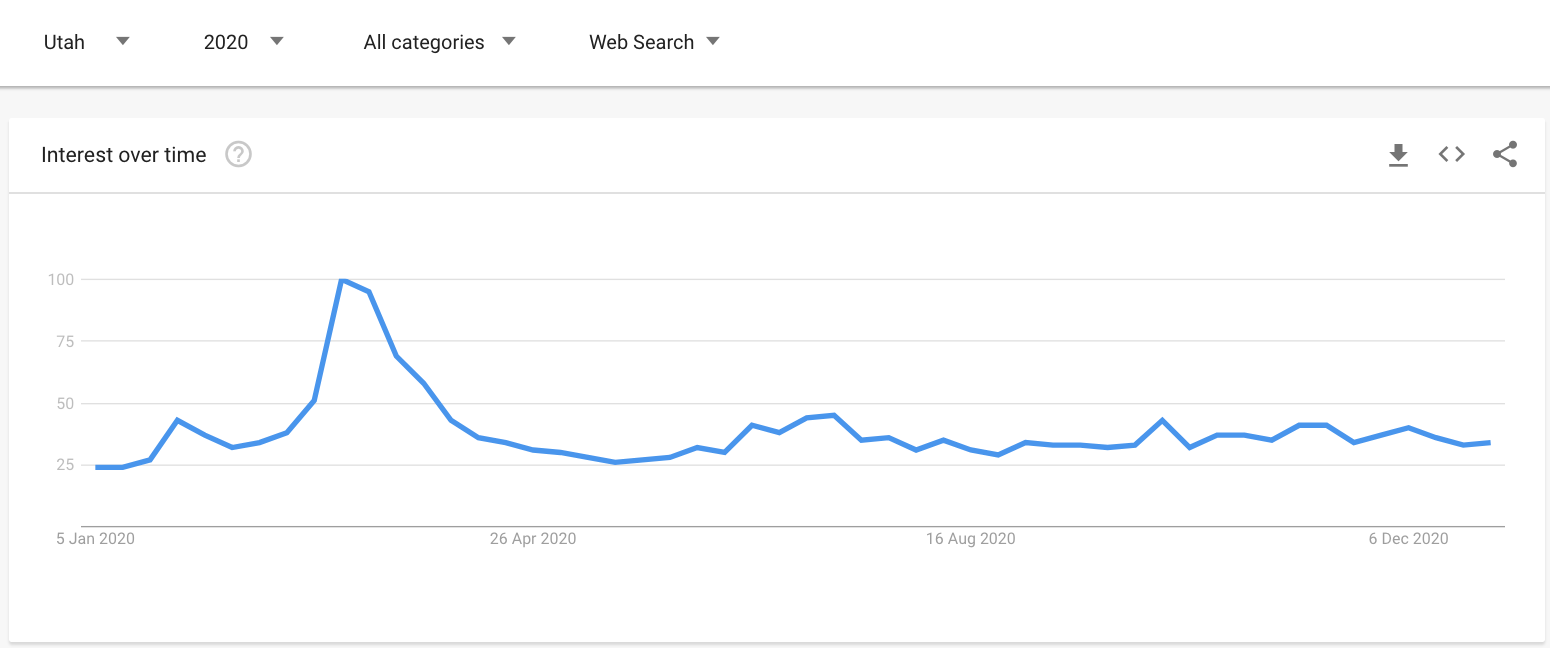 Utah 2020 All categories Web Search
Interest over time ?
100
75
50
25
5 Jan 2020 26 Apr 2020 16 Aug 2020 6 Dec 2020